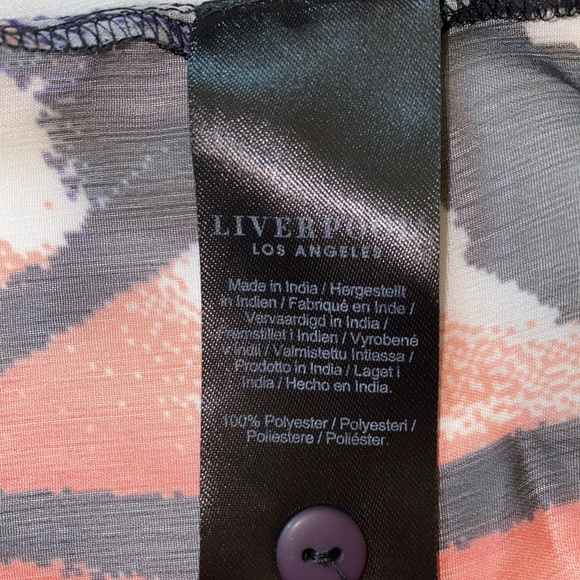 LIVERPOOL
LOS ANGELES
Made in India / Hergestellt
in Indien / Fabriqué en Inde /
Vervaardigd in India /
Fremstillet i Indien / Vyrobené
V Indii / Valmistettu Intiassa /
Prodotto in India / Laget i
India / Hecho en India.
100% Polyester / Polyesteri /
Poliestere / Poliéster.